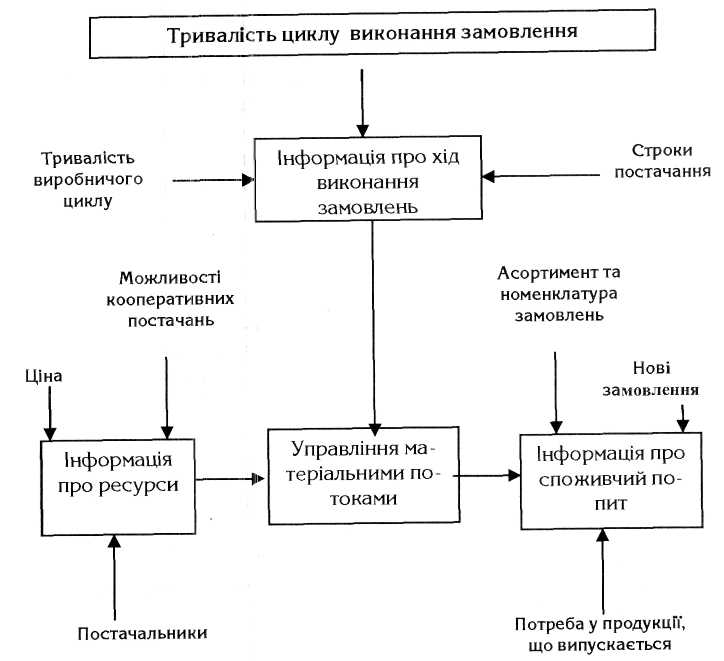 Тривалість циклу виконання замовлення
Тривалість
виробничого
циклу
Інформація про хід
виконання
замовлень
Строки
постачання
Можливості
кооперативних
постачань
Асортимент та
номенклатура
замовлень
Ціна
Нові
замовлення
Інформація
про ресурси
Управління ма-
теріальними по-
токами
Інформація про
споживчий по-
пит
Постачальники
Потреба у продукції,
що випускається